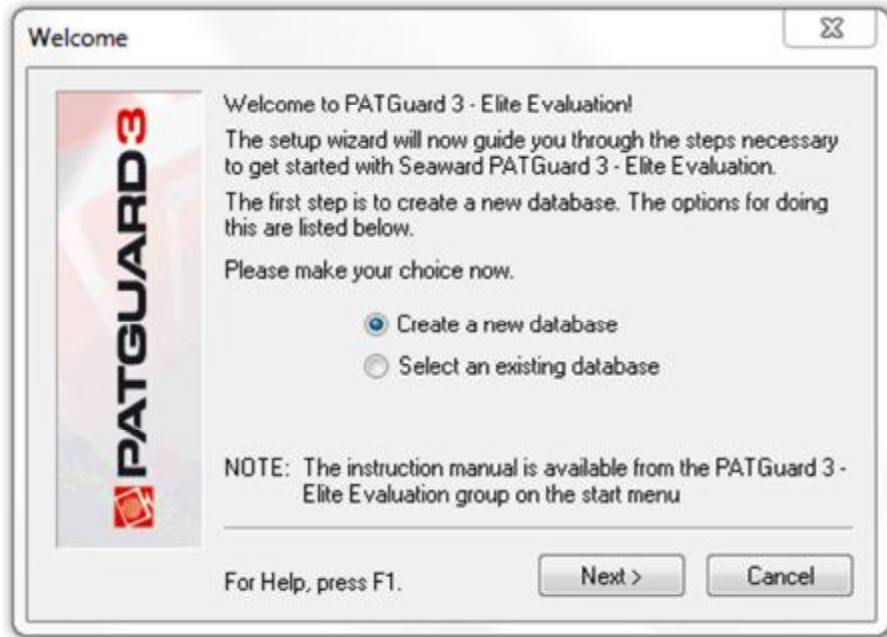 Welcome
PATGUARD3
Welcome to PATGuard 3 - Elite Evaluation!
The setup wizard will now guide you through the steps necessary
to get started with Seaward PATGuard 3 - Elite Evaluation.
The first step is to create a new database. The options for doing
this are listed below.
Please make your choice now.
Create a new database
Select an existing database
NOTE: The instruction manual is available from the PATGuard 3 -
Elite Evaluation group on the start menu
For Help, press F1.
Next >
Cancel